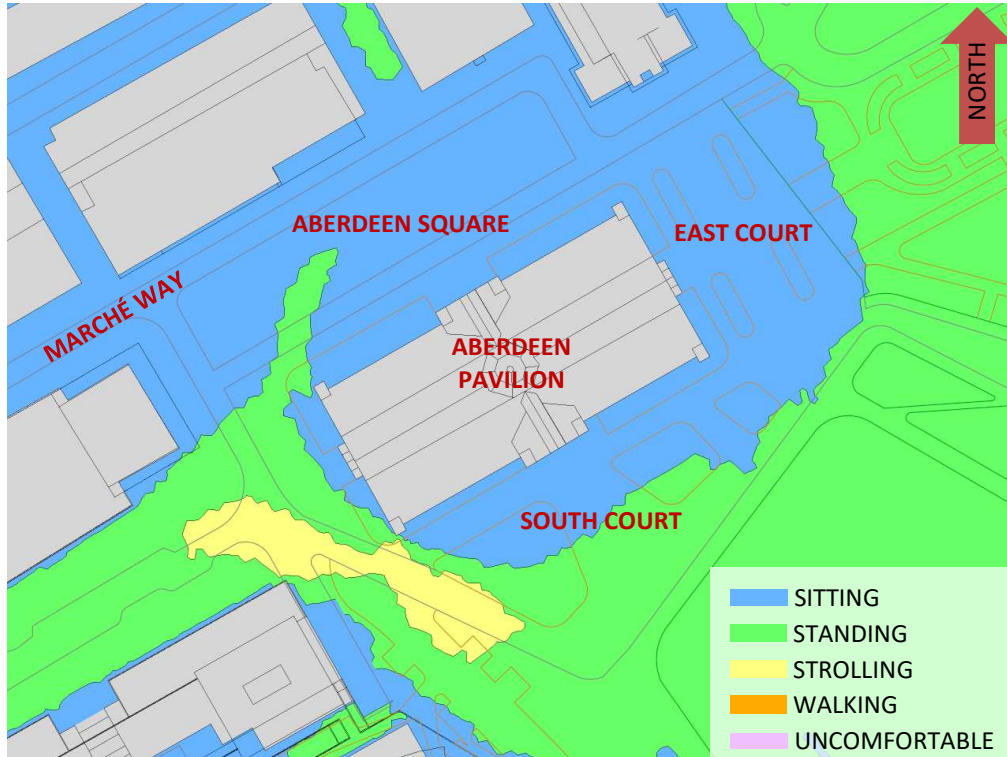 NORTH
ABERDEEN SQUARE
EAST COURT
MARCHÉ WAY
ABERDEEN
PAVILION
SOUTH COURT
SITTING
STANDING
STROLLING
WALKING
UNCOMFORTABLE